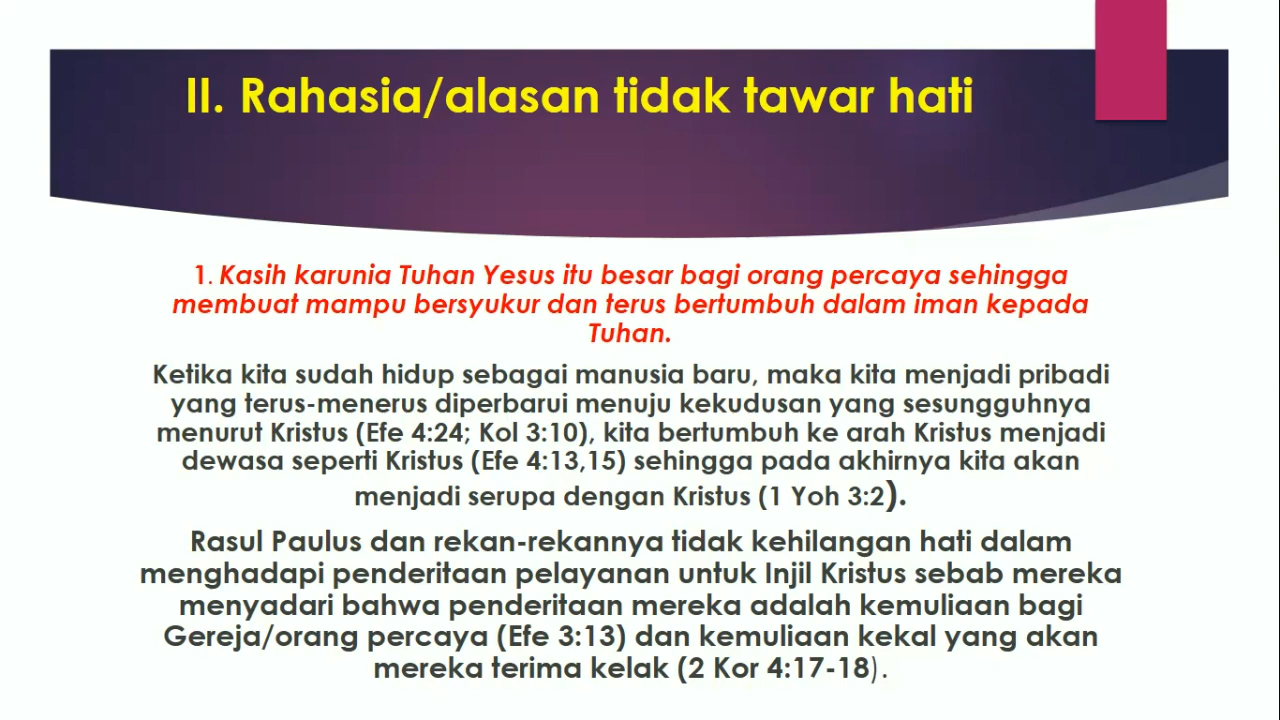 II. Rahasia/alasan tidak tawar hati
1. Kasih karunia Tuhan Yesus itu besar bagi orang percaya sehingga
membuat mampu bersyukur dan terus bertumbuh dalam iman kepada
Tuhan.
Ketika kita sudah hidup sebagai manusia baru, maka kita menjadi pribadi
yang terus-menerus diperbarui menuju kekudusan yang sesungguhnya
menurut Kristus (Efe 4:24; Kol 3:10), kita bertumbuh ke arah Kristus menjadi
dewasa seperti Kristus (Efe 4:13,15) sehingga pada akhirnya kita akan
menjadi serupa dengan Kristus (1 Yoh 3:2).
Rasul Paulus dan rekan-rekannya tidak kehilangan hati dalam
menghadapi penderitaan pelayanan untuk Injil Kristus sebab mereka
menyadari bahwa penderitaan mereka adalah kemuliaan bagi
Gereja/orang percaya (Efe 3:13) dan kemuliaan kekal yang akan
mereka terima kelak (2 Kor 4:17-18).